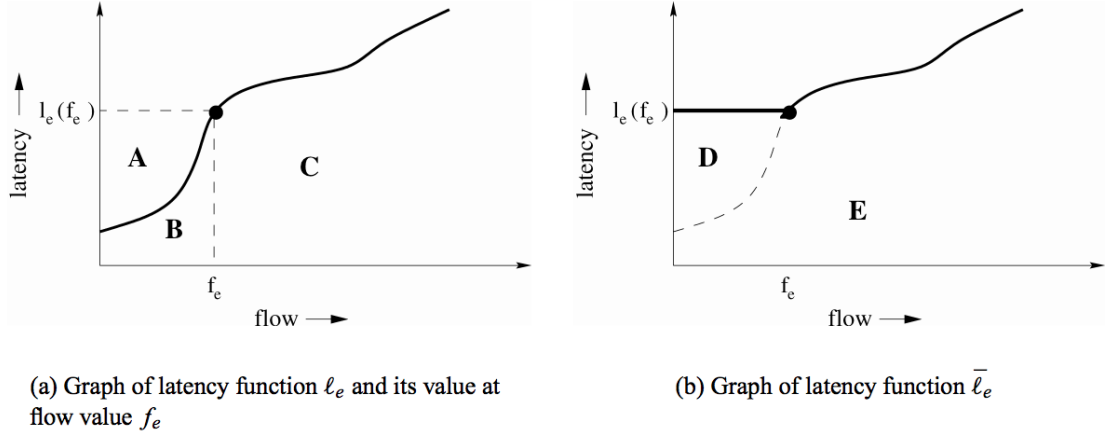 latency
l_e(f_e)
A
B
C
f_e
flow
(a) Graph of latency function ℓ_e and its value at
flow value f_e
latency
l_e(f_e)
D
E
f_e
flow
(b) Graph of latency function ℓ̅_e